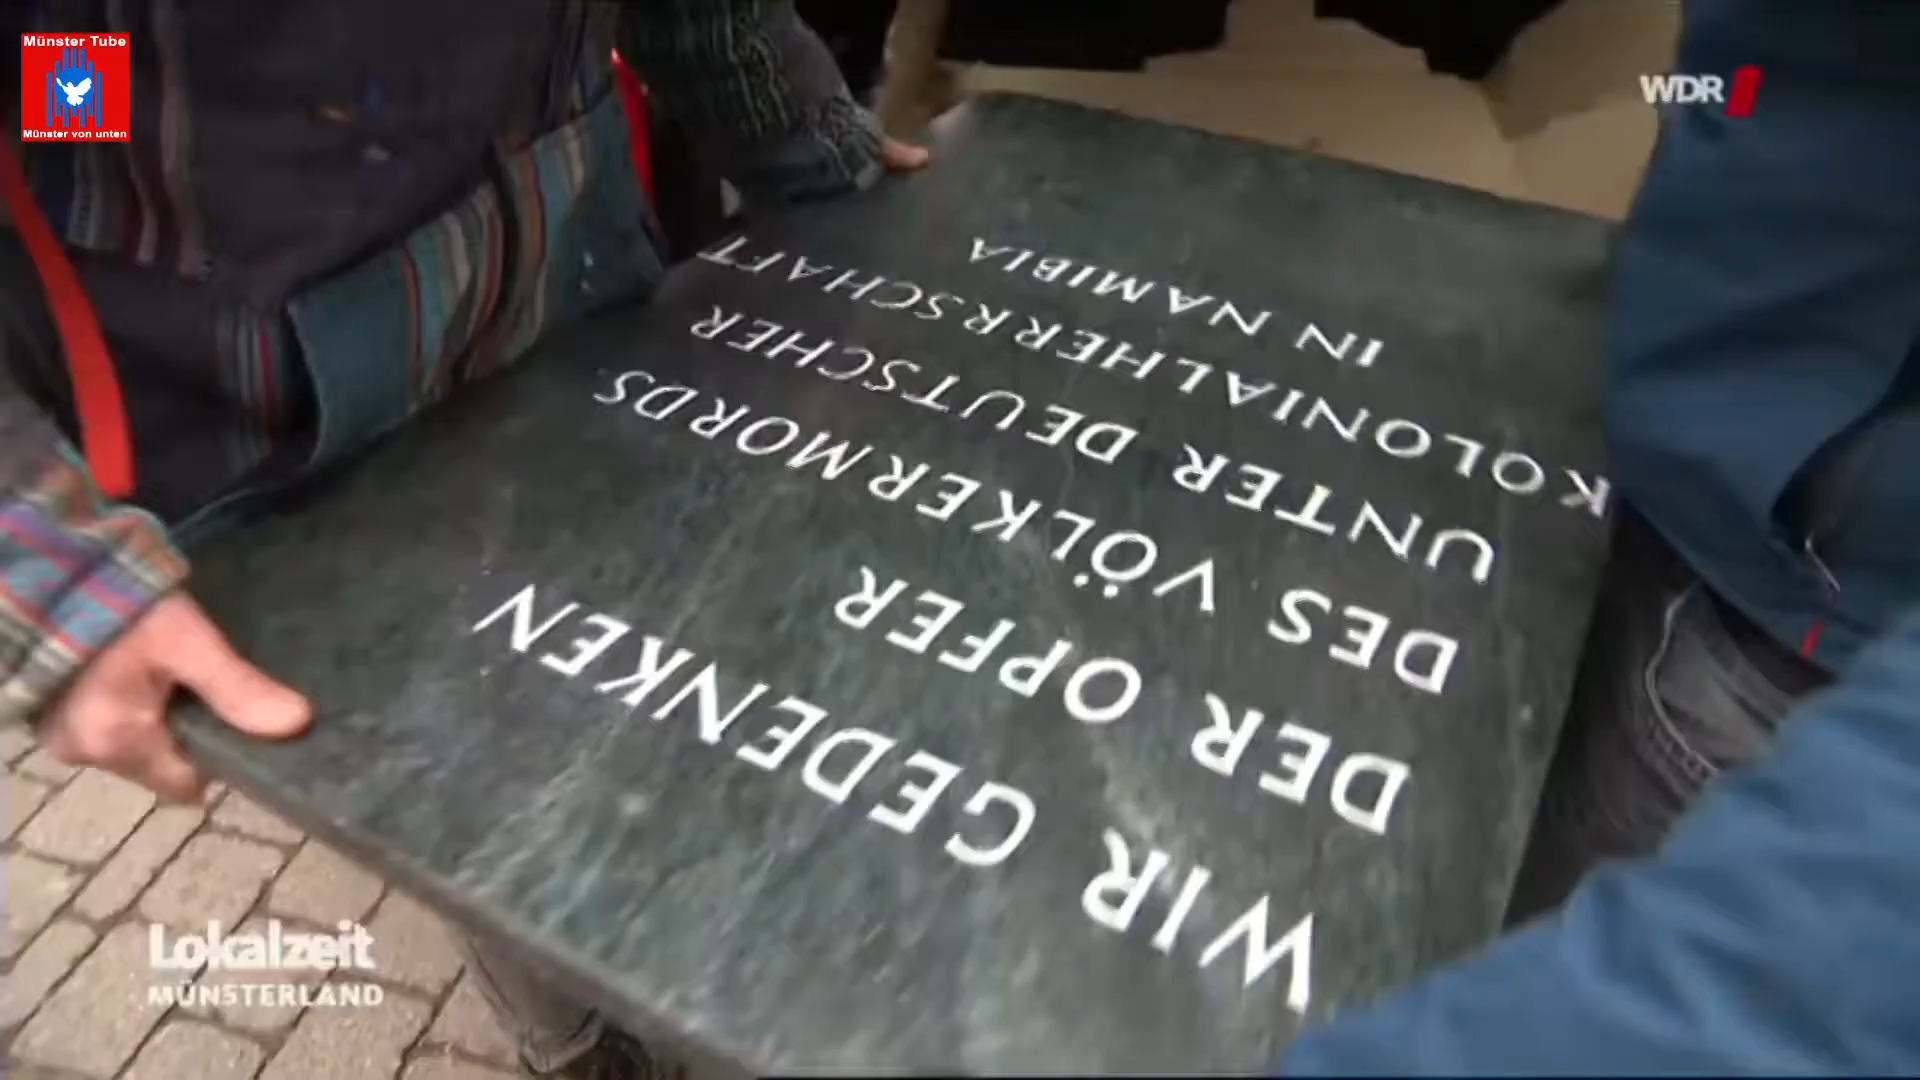 Münster Tube
Münster von unten
WDR
WIR GEDENKEN
DER OPFER
DES VÖLKERMORDS
UNTER DEUTSCHER
KOLONIALHERRSCHAFT
IN NAMIBIA
Lokalzeit
MÜNSTERLAND